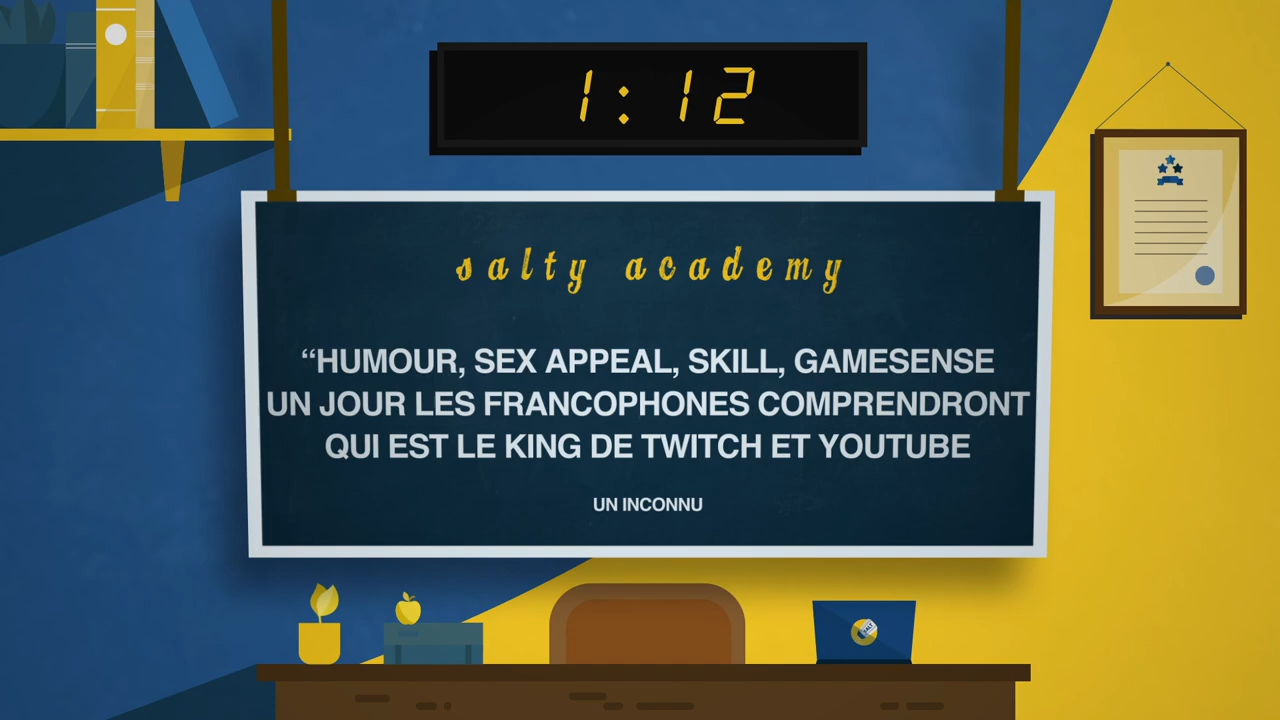 1:12
salty academy
“HUMOUR, SEX APPEAL, SKILL, GAMESENSE
UN JOUR LES FRANCOPHONES COMPRENDRONT
QUI EST LE KING DE TWITCH ET YOUTUBE
UN INCONNU
SALT